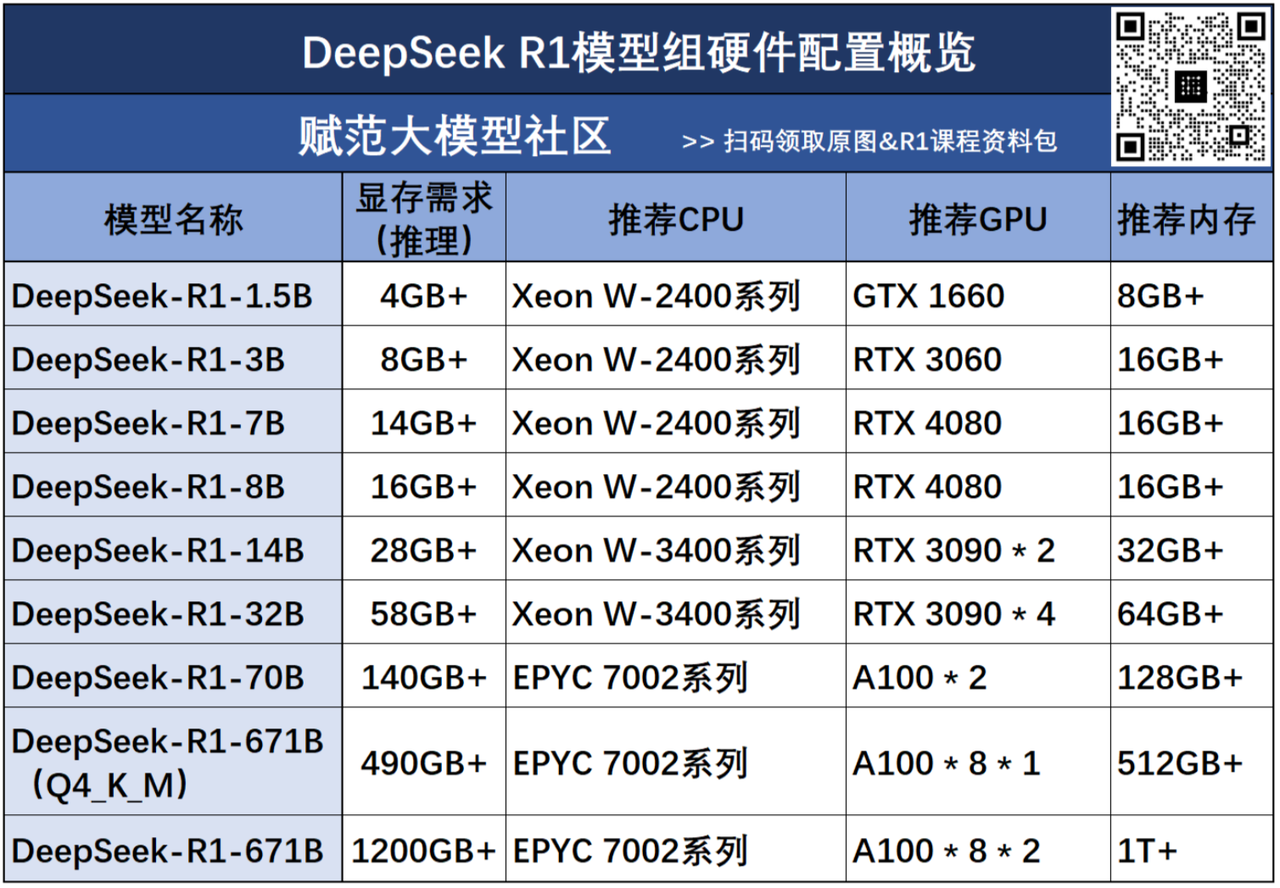 DeepSeek R1模型组硬件配置概览
赋范大模型社区 >> 扫码领取原图&R1课程资料包
模型名称 显存需求（推理） 推荐CPU 推荐GPU 推荐内存
DeepSeek-R1-1.5B 4GB+ Xeon W-2400系列 GTX 1660 8GB+
DeepSeek-R1-3B 8GB+ Xeon W-2400系列 RTX 3060 16GB+
DeepSeek-R1-7B 14GB+ Xeon W-2400系列 RTX 4080 16GB+
DeepSeek-R1-8B 16GB+ Xeon W-2400系列 RTX 4080 16GB+
DeepSeek-R1-14B 28GB+ Xeon W-3400系列 RTX 3090 * 2 32GB+
DeepSeek-R1-32B 58GB+ Xeon W-3400系列 RTX 3090 * 4 64GB+
DeepSeek-R1-70B 140GB+ EPYC 7002系列 A100 * 2 128GB+
DeepSeek-R1-671B（Q4_K_M） 490GB+ EPYC 7002系列 A100 * 8 * 1 512GB+
DeepSeek-R1-671B 1200GB+ EPYC 7002系列 A100 * 8 * 2 1T+